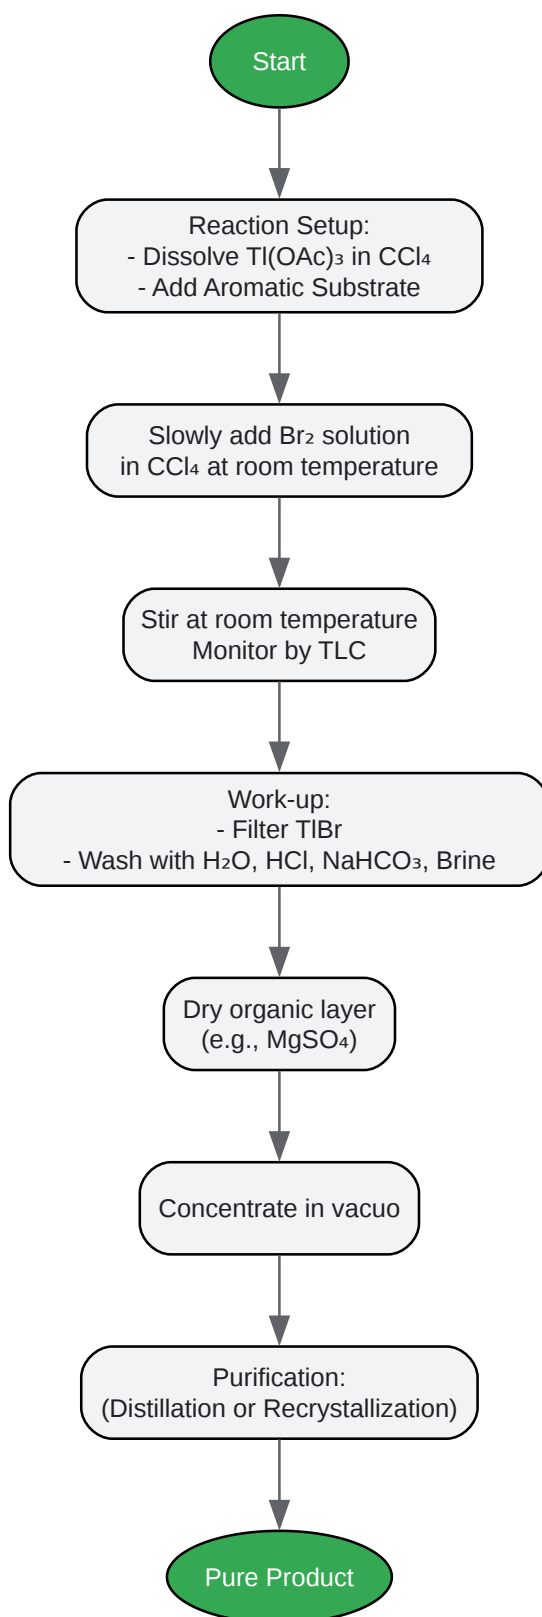 Start
Reaction Setup:
- Dissolve Tl(OAc)₃ in CCl₄
- Add Aromatic Substrate
Slowly add Br₂ solution
in CCl₄ at room temperature
Stir at room temperature
Monitor by TLC
Work-up:
- Filter TlBr
- Wash with H₂O, HCl, NaHCO₃, Brine
Dry organic layer
(e.g., MgSO₄)
Concentrate in vacuo
Purification:
(Distillation or Recrystallization)
Pure Product